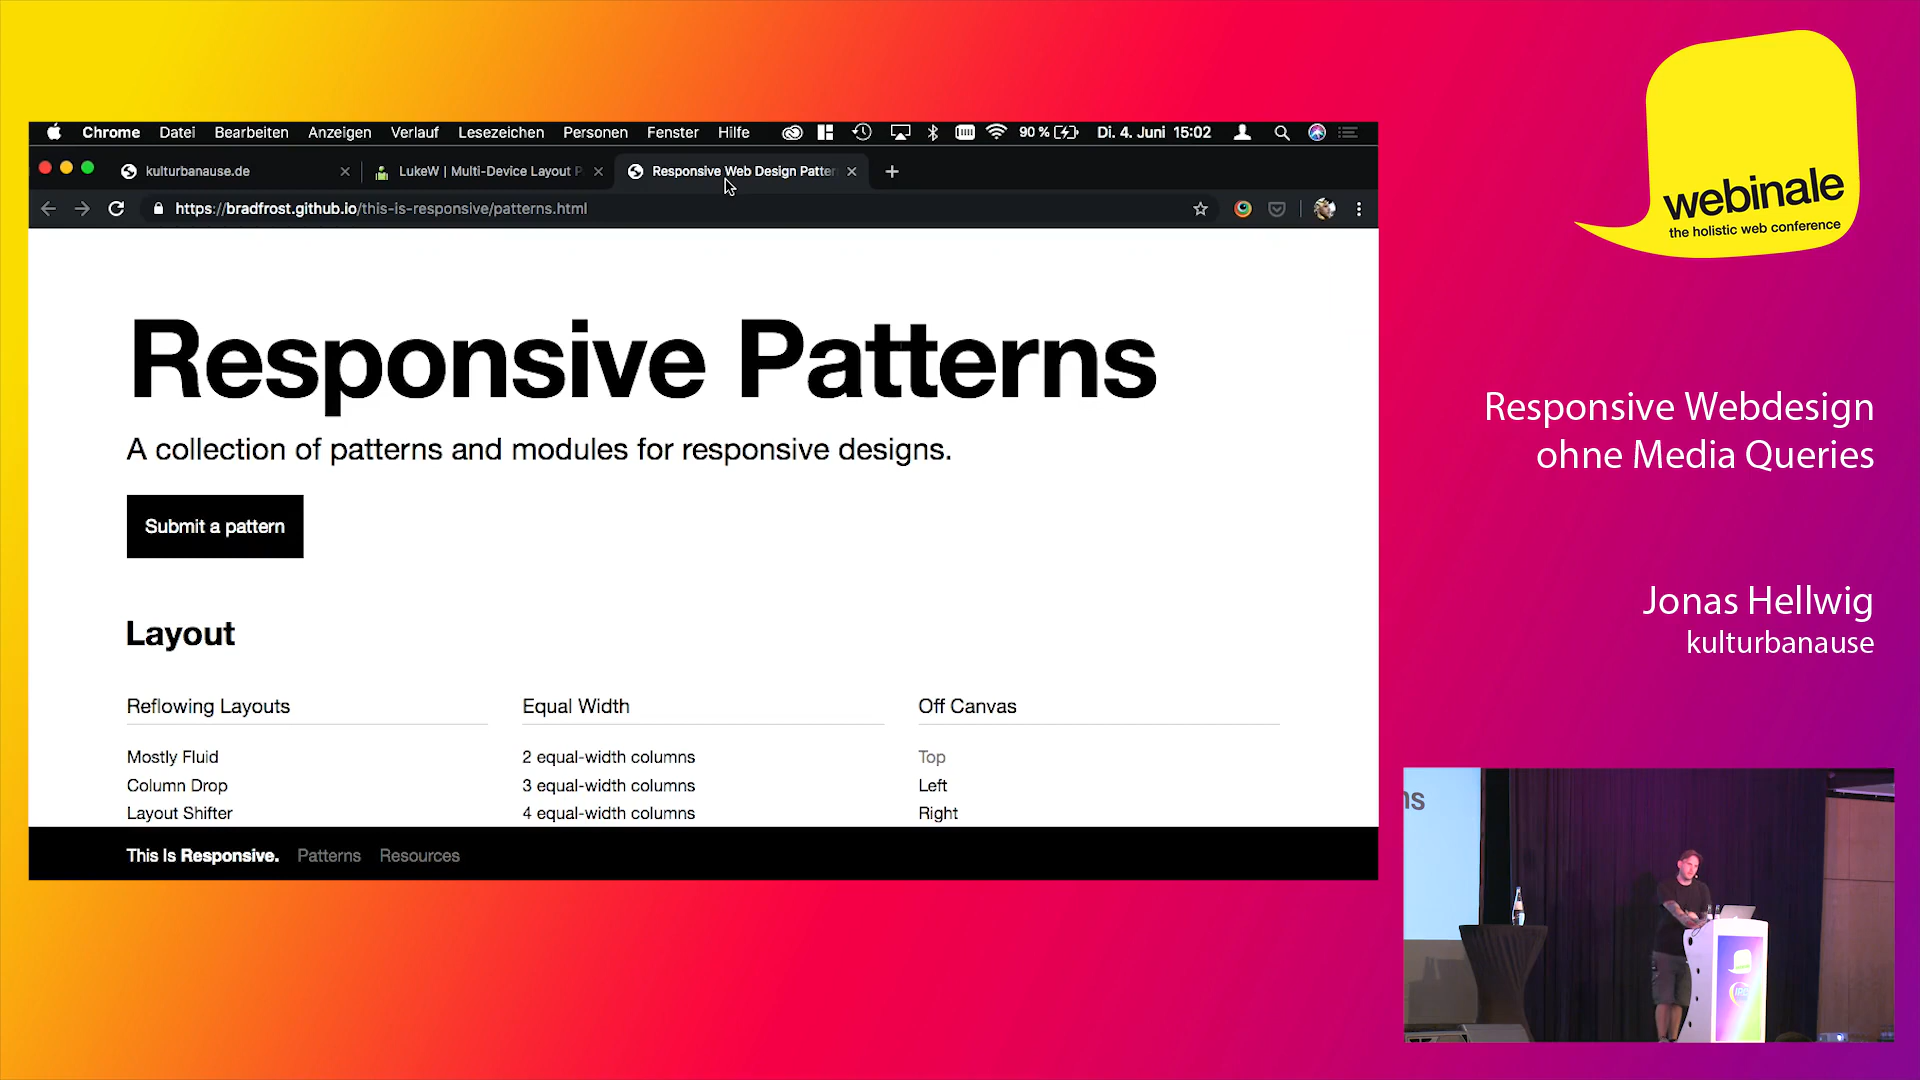 Chrome Datei Bearbeiten Anzeigen Verlauf Lesezeichen Personen Fenster Hilfe 90 % Di. 4. Juni 15:02
kulturbanause.de
LukeW | Multi-Device Layout P
Responsive Web Design Patter
https://bradfrost.github.io/this-is-responsive/patterns.html
Responsive Patterns
A collection of patterns and modules for responsive designs.
Submit a pattern
Layout
Reflowing Layouts
Mostly Fluid
Column Drop
Layout Shifter
Equal Width
2 equal-width columns
3 equal-width columns
4 equal-width columns
Off Canvas
Top
Left
Right
This Is Responsive. Patterns Resources
webinale
the holistic web conference
Responsive Webdesign
ohne Media Queries
Jonas Hellwig
kulturbanause
ns